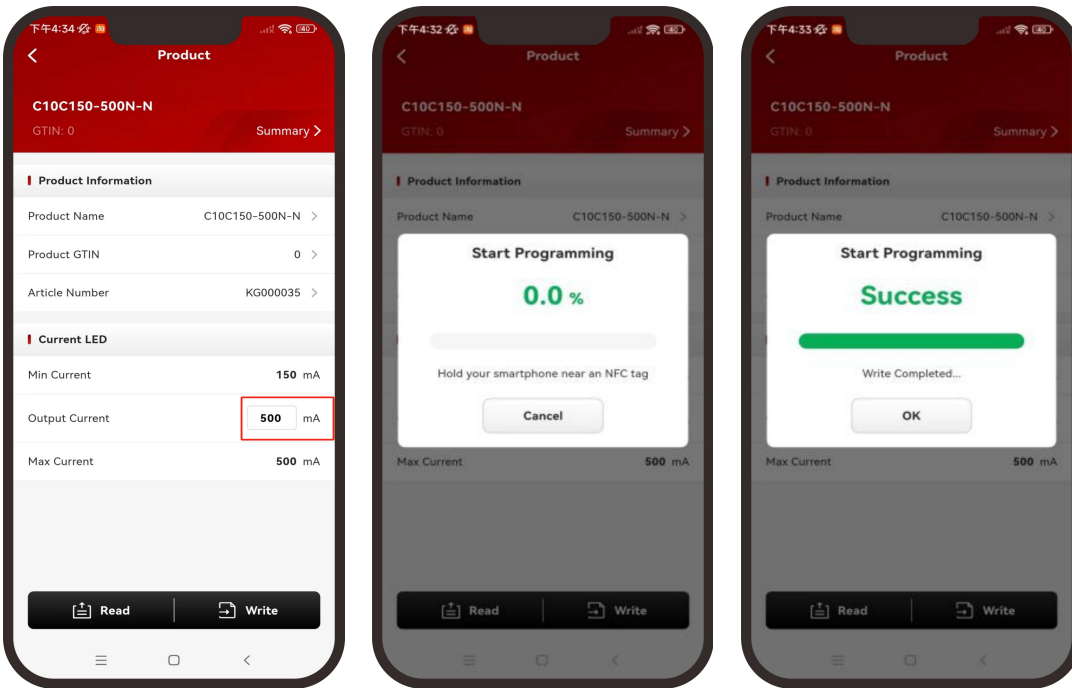 下午4:34
40
Product
C10C150-500N-N
GTIN: 0
Summary
Product Information
Product Name C10C150-500N-N
Product GTIN 0
Article Number KG000035
Current LED
Min Current 150 mA
Output Current 500 mA
Max Current 500 mA
Read Write
下午4:32
40
Product
C10C150-500N-N
GTIN: 0
Summary
Product Information
Product Name C10C150-500N-N
Start Programming
0.0 %
Hold your smartphone near an NFC tag
Cancel
Max Current 500 mA
Read Write
下午4:33
40
Product
C10C150-500N-N
GTIN: 0
Summary
Product Information
Product Name C10C150-500N-N
Start Programming
Success
Write Completed...
OK
Max Current 500 mA
Read Write